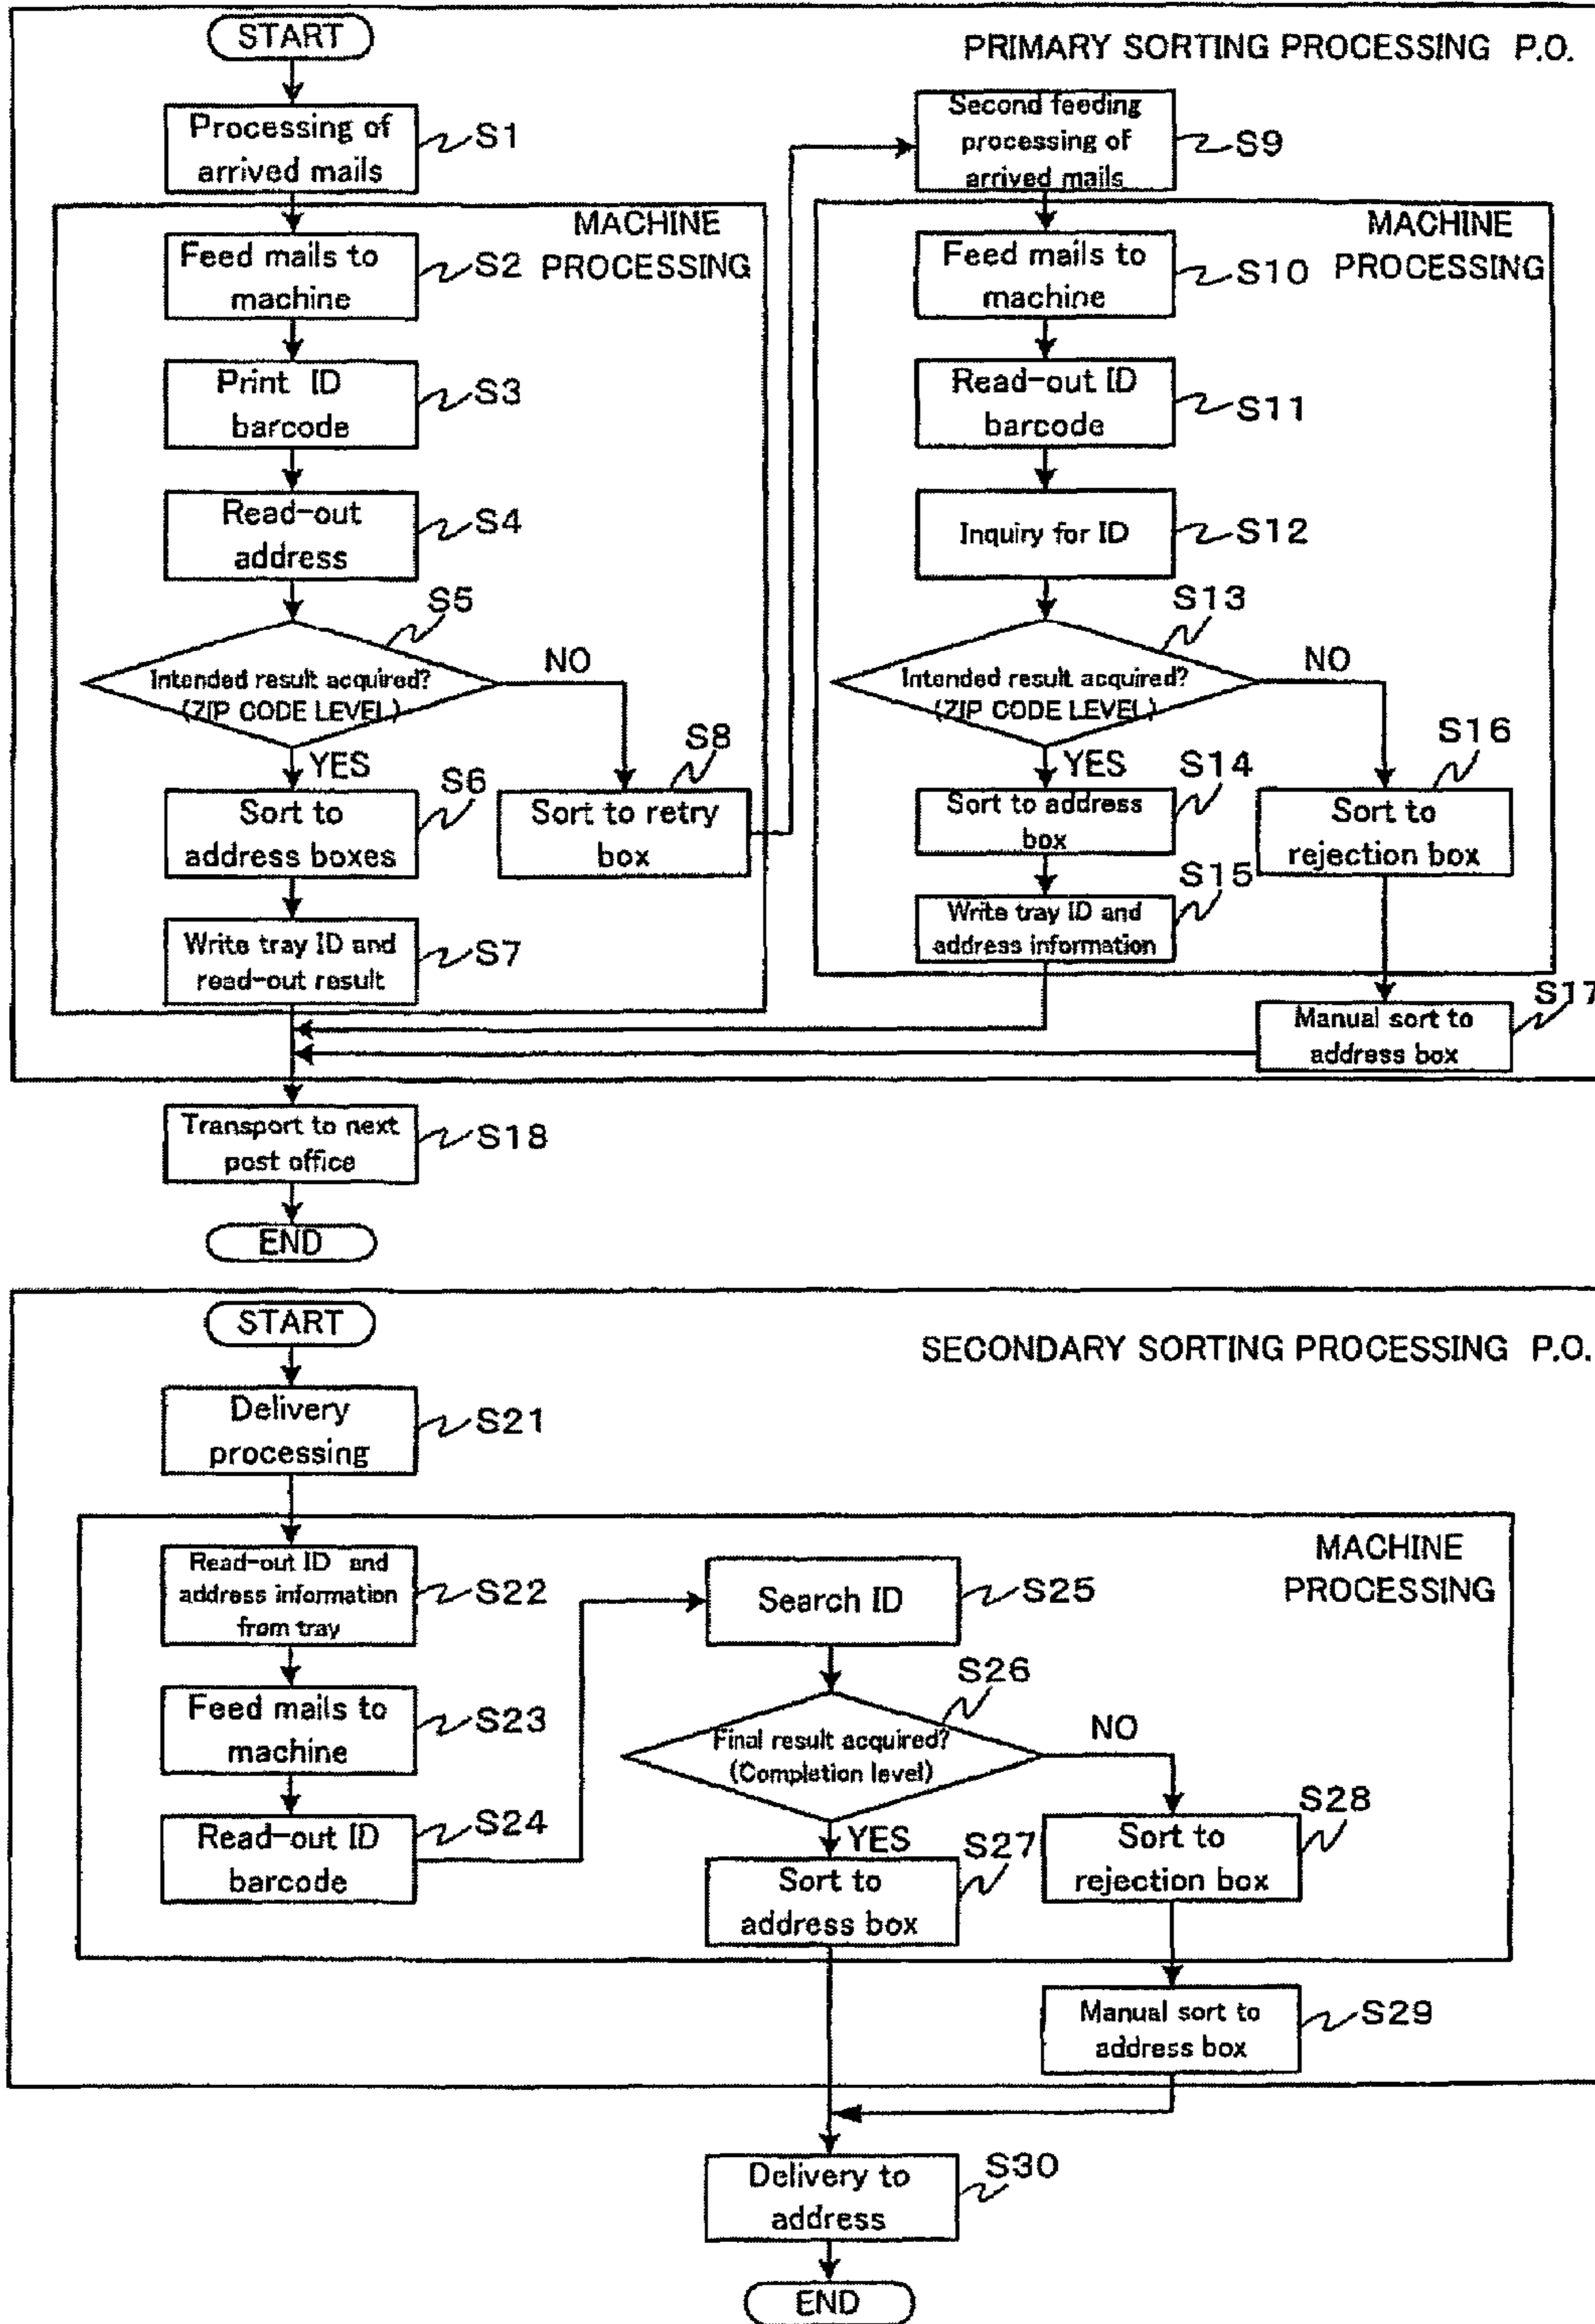 START
PRIMARY SORTING PROCESSING P.O.
Processing of
arrived mails
S1
MACHINE
PROCESSING
Feed mails to
machine
S2
Print ID
barcode
S3
Read-out
address
S4
S5
Intended result acquired?
(ZIP CODE LEVEL)
NO
YES
Sort to
address boxes
S6
S8
Sort to retry
box
Write tray ID and
read-out result
S7
Second feeding
processing of
arrived mails
S9
MACHINE
PROCESSING
Feed mails to
machine
S10
Read-out ID
barcode
S11
Inquiry for ID
S12
S13
Intended result acquired?
(ZIP CODE LEVEL)
NO
YES
S14
Sort to address
box
S15
Write tray ID and
address information
S16
Sort to
rejection box
S17
Manual sort to
address box
Transport to next
post office
S18
END
START
SECONDARY SORTING PROCESSING P.O.
Delivery
processing
S21
MACHINE
PROCESSING
Read-out ID and
address information
from tray
S22
Feed mails to
machine
S23
Read-out ID
barcode
S24
Search ID
S25
S26
Final result acquired?
(Completion level)
NO
YES
S27
Sort to
address box
S28
Sort to
rejection box
Manual sort to
address box
S29
Delivery to
address
S30
END